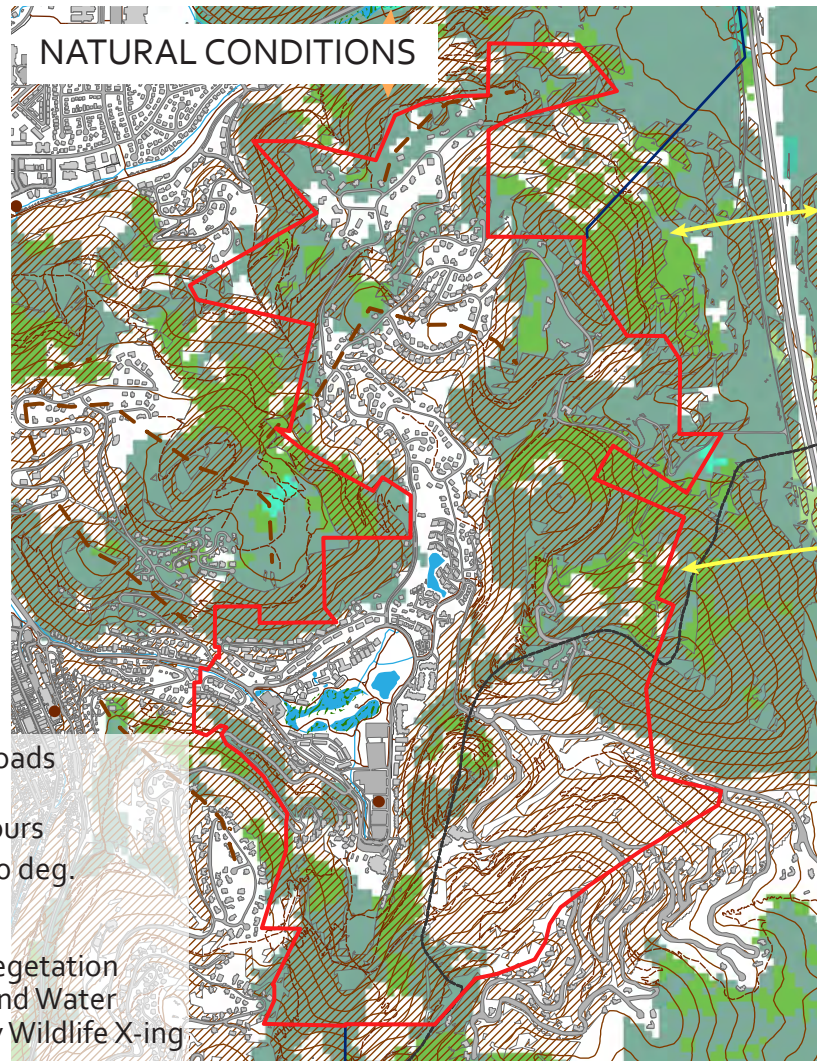 NATURAL CONDITIONS
oads
ours
o deg.
egetation
nd Water
y Wildlife X-ing